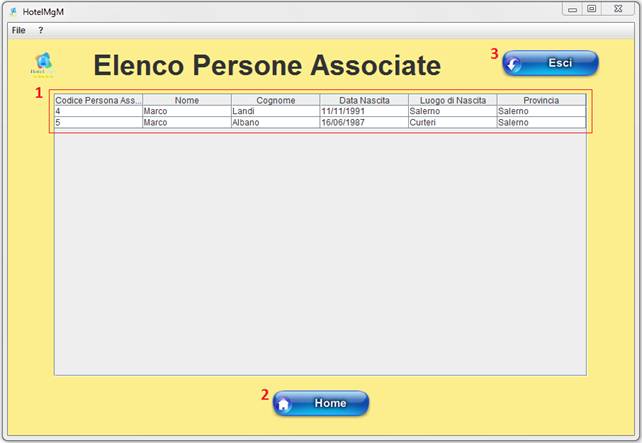 HotelMgM
File ?
Elenco Persone Associate
3 Esci
1
Codice Persona Ass... Nome Cognome Data Nascita Luogo di Nascita Provincia
4 Marco Landi 11/11/1991 Salerno Salerno
5 Marco Albano 16/06/1987 Curteri Salerno
2 Home